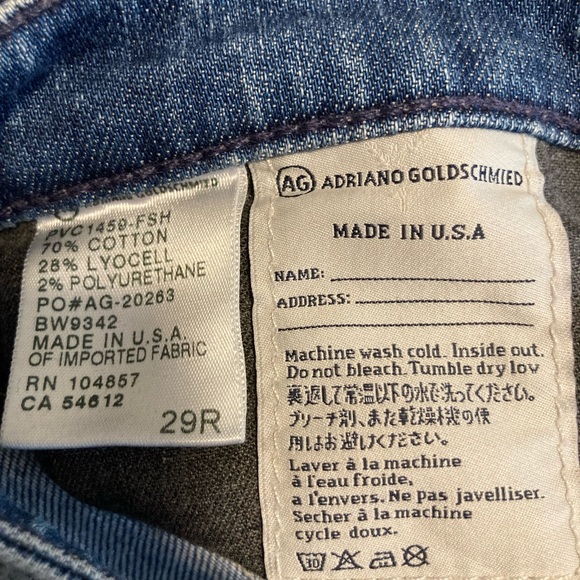 GOLDSCHMIED
PVC1459-FSH
70% COTTON
28% LYOCELL
2% POLYURETHANE
PO#AG-20263
BW9342
MADE IN U.S.A.
OF IMPORTED FABRIC
RN 104857
CA 54612
29R
AG ADRIANO GOLDSCHMIED
MADE IN U.S.A
NAME:
ADDRESS:
Machine wash cold. Inside out.
Do not bleach. Tumble dry low
裏返して常温以下の水で洗ってください。
ブリーチ剤、また乾燥機の使
用はお避けください。
Laver à la machine
à l'eau froide,
a l'envers. Ne pas javelliser.
Secher à la machine
cycle doux.
30